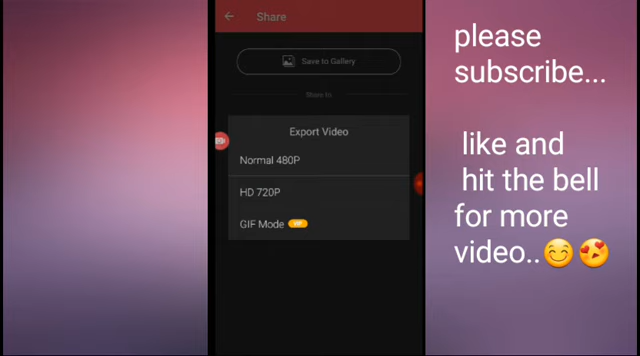 Share
Save to Gallery
Share to
Export Video
Normal 480P
HD 720P
GIF Mode VIP
please
subscribe...
like and
hit the bell
for more
video..😊😍